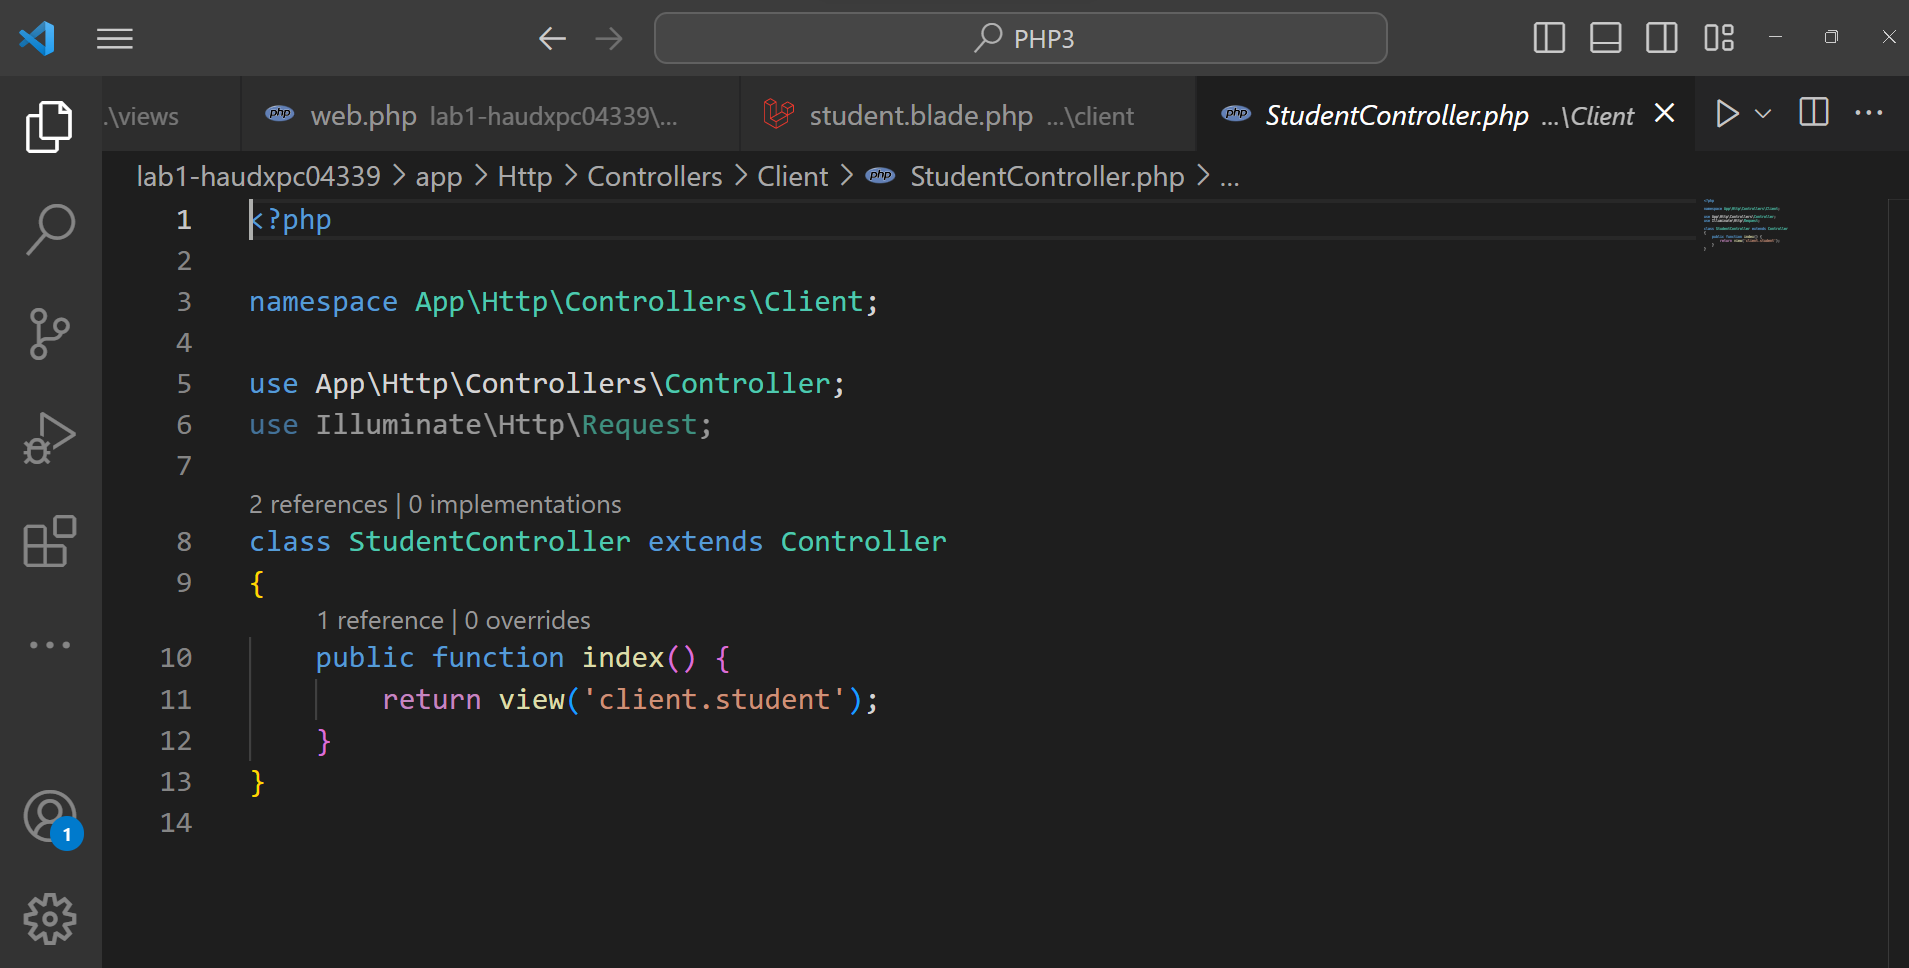 PHP3
.\views
php web.php lab1-haudxpc04339\...
student.blade.php ...\client
php StudentController.php ...\Client
lab1-haudxpc04339 > app > Http > Controllers > Client > php StudentController.php > ...
1 <?php
2
3 namespace App\Http\Controllers\Client;
4
5 use App\Http\Controllers\Controller;
6 use Illuminate\Http\Request;
7
2 references | 0 implementations
8 class StudentController extends Controller
9 {
1 reference | 0 overrides
10 public function index() {
11 return view('client.student');
12 }
13 }
14
1